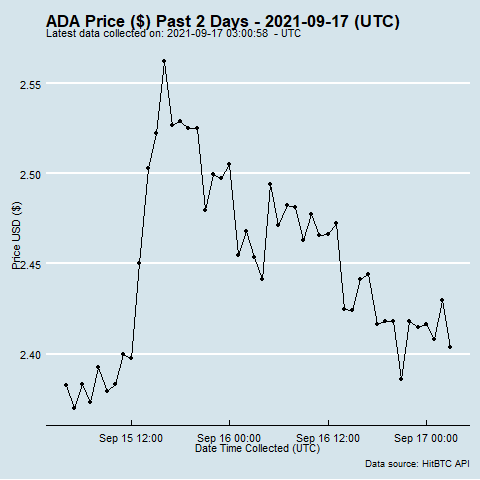 ADA Price ($) Past 2 Days - 2021-09-17 (UTC)
Latest data collected on: 2021-09-17 03:00:58 - UTC
2.55
2.50
2.45
2.40
Price USD ($)
Sep 15 12:00 Sep 16 00:00 Sep 16 12:00 Sep 17 00:00
Date Time Collected (UTC)
Data source: HitBTC API